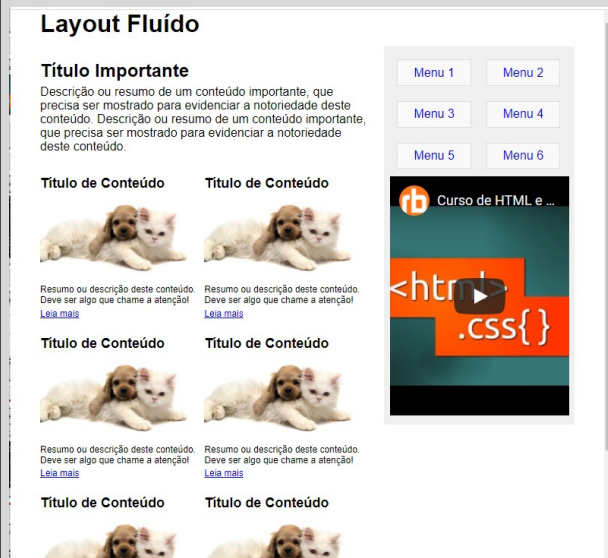 Layout Fluído
Título Importante
Descrição ou resumo de um conteúdo importante, que
precisa ser mostrado para evidenciar a notoriedade deste
conteúdo. Descrição ou resumo de um conteúdo importante,
que precisa ser mostrado para evidenciar a notoriedade
deste conteúdo.
Título de Conteúdo
Resumo ou descrição deste conteúdo.
Deve ser algo que chame a atenção!
Leia mais
Título de Conteúdo
Resumo ou descrição deste conteúdo.
Deve ser algo que chame a atenção!
Leia mais
Título de Conteúdo
Resumo ou descrição deste conteúdo.
Deve ser algo que chame a atenção!
Leia mais
Título de Conteúdo
Resumo ou descrição deste conteúdo.
Deve ser algo que chame a atenção!
Leia mais
Título de Conteúdo
Título de Conteúdo
Menu 1
Menu 2
Menu 3
Menu 4
Menu 5
Menu 6
rb
Curso de HTML e ...
<html>
.css{}